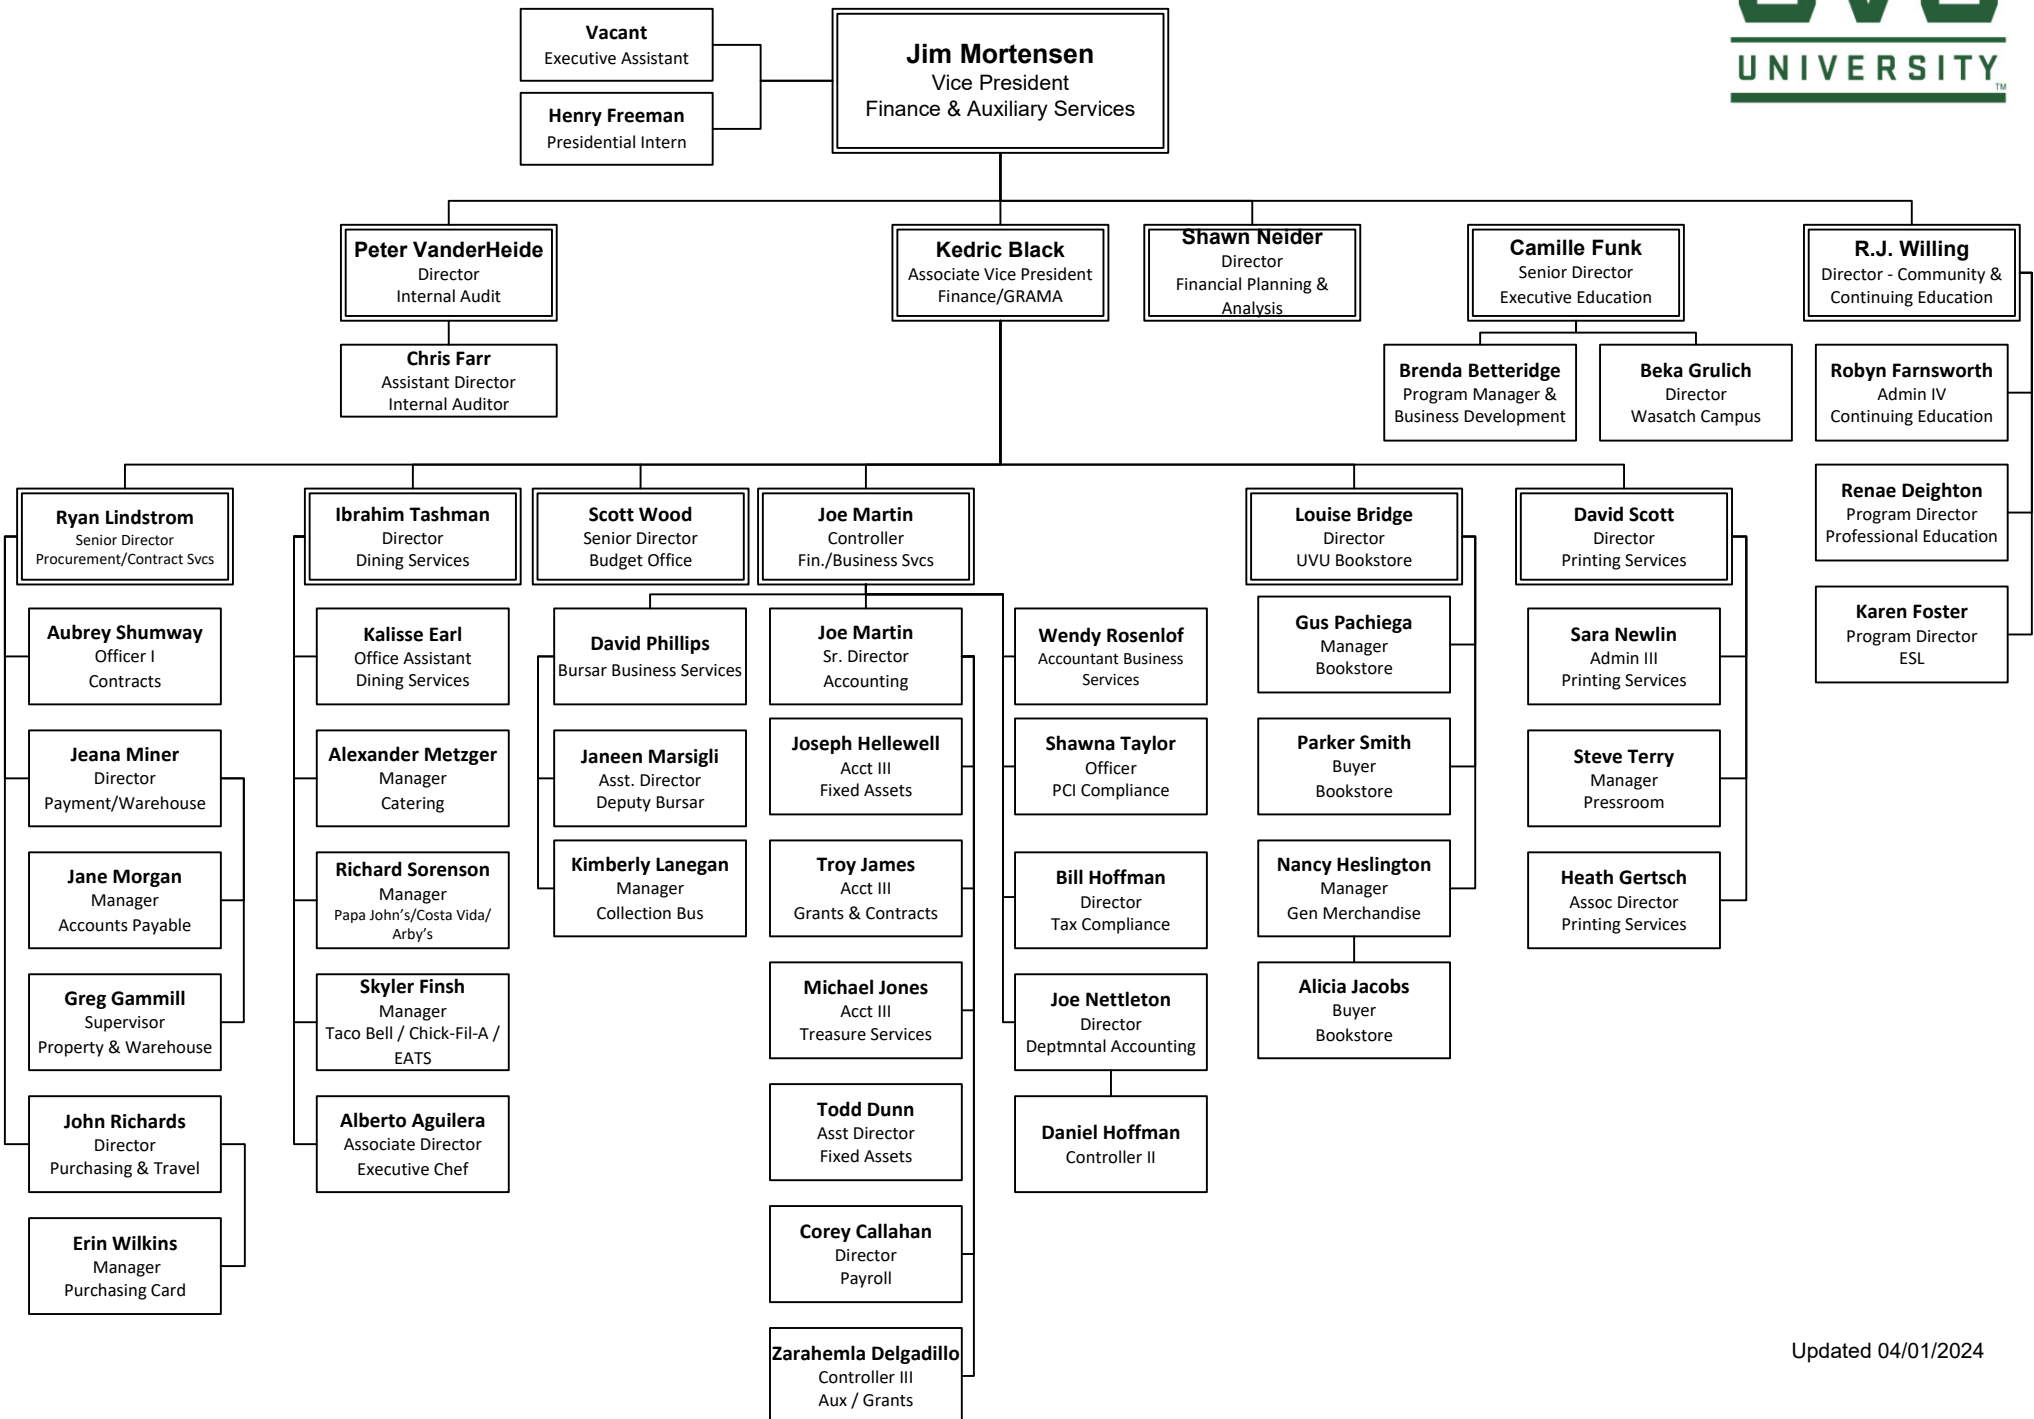 UNIVERSITY
TM
Vacant
Executive Assistant
Henry Freeman
Presidential Intern
Jim Mortensen
Vice President
Finance & Auxiliary Services
Peter VanderHeide
Director
Internal Audit
Chris Farr
Assistant Director
Internal Auditor
Kedric Black
Associate Vice President
Finance/GRAMA
Shawn Neider
Director
Financial Planning &
Analysis
Camille Funk
Senior Director
Executive Education
Brenda Betteridge
Program Manager &
Business Development
Beka Grulich
Director
Wasatch Campus
R.J. Willing
Director - Community &
Continuing Education
Robyn Farnsworth
Admin IV
Continuing Education
Renae Deighton
Program Director
Professional Education
Karen Foster
Program Director
ESL
Ryan Lindstrom
Senior Director
Procurement/Contract Svcs
Aubrey Shumway
Officer I
Contracts
Jeana Miner
Director
Payment/Warehouse
Jane Morgan
Manager
Accounts Payable
Greg Gammill
Supervisor
Property & Warehouse
John Richards
Director
Purchasing & Travel
Erin Wilkins
Manager
Purchasing Card
Ibrahim Tashman
Director
Dining Services
Kalisse Earl
Office Assistant
Dining Services
Alexander Metzger
Manager
Catering
Richard Sorenson
Manager
Papa John’s/Costa Vida/
Arby’s
Skyler Finsh
Manager
Taco Bell / Chick-Fil-A /
EATS
Alberto Aguilera
Associate Director
Executive Chef
Scott Wood
Senior Director
Budget Office
Joe Martin
Controller
Fin./Business Svcs
David Phillips
Bursar Business Services
Janeen Marsigli
Asst. Director
Deputy Bursar
Kimberly Lanegan
Manager
Collection Bus
Joe Martin
Sr. Director
Accounting
Joseph Hellewell
Acct III
Fixed Assets
Troy James
Acct III
Grants & Contracts
Michael Jones
Acct III
Treasure Services
Todd Dunn
Asst Director
Fixed Assets
Corey Callahan
Director
Payroll
Zarahemla Delgadillo
Controller III
Aux / Grants
Wendy Rosenlof
Accountant Business
Services
Shawna Taylor
Officer
PCI Compliance
Bill Hoffman
Director
Tax Compliance
Joe Nettleton
Director
Deptmntal Accounting
Daniel Hoffman
Controller II
Louise Bridge
Director
UVU Bookstore
Gus Pachiega
Manager
Bookstore
Parker Smith
Buyer
Bookstore
Nancy Heslington
Manager
Gen Merchandise
Alicia Jacobs
Buyer
Bookstore
David Scott
Director
Printing Services
Sara Newlin
Admin III
Printing Services
Steve Terry
Manager
Pressroom
Heath Gertsch
Assoc Director
Printing Services
Updated 04/01/2024